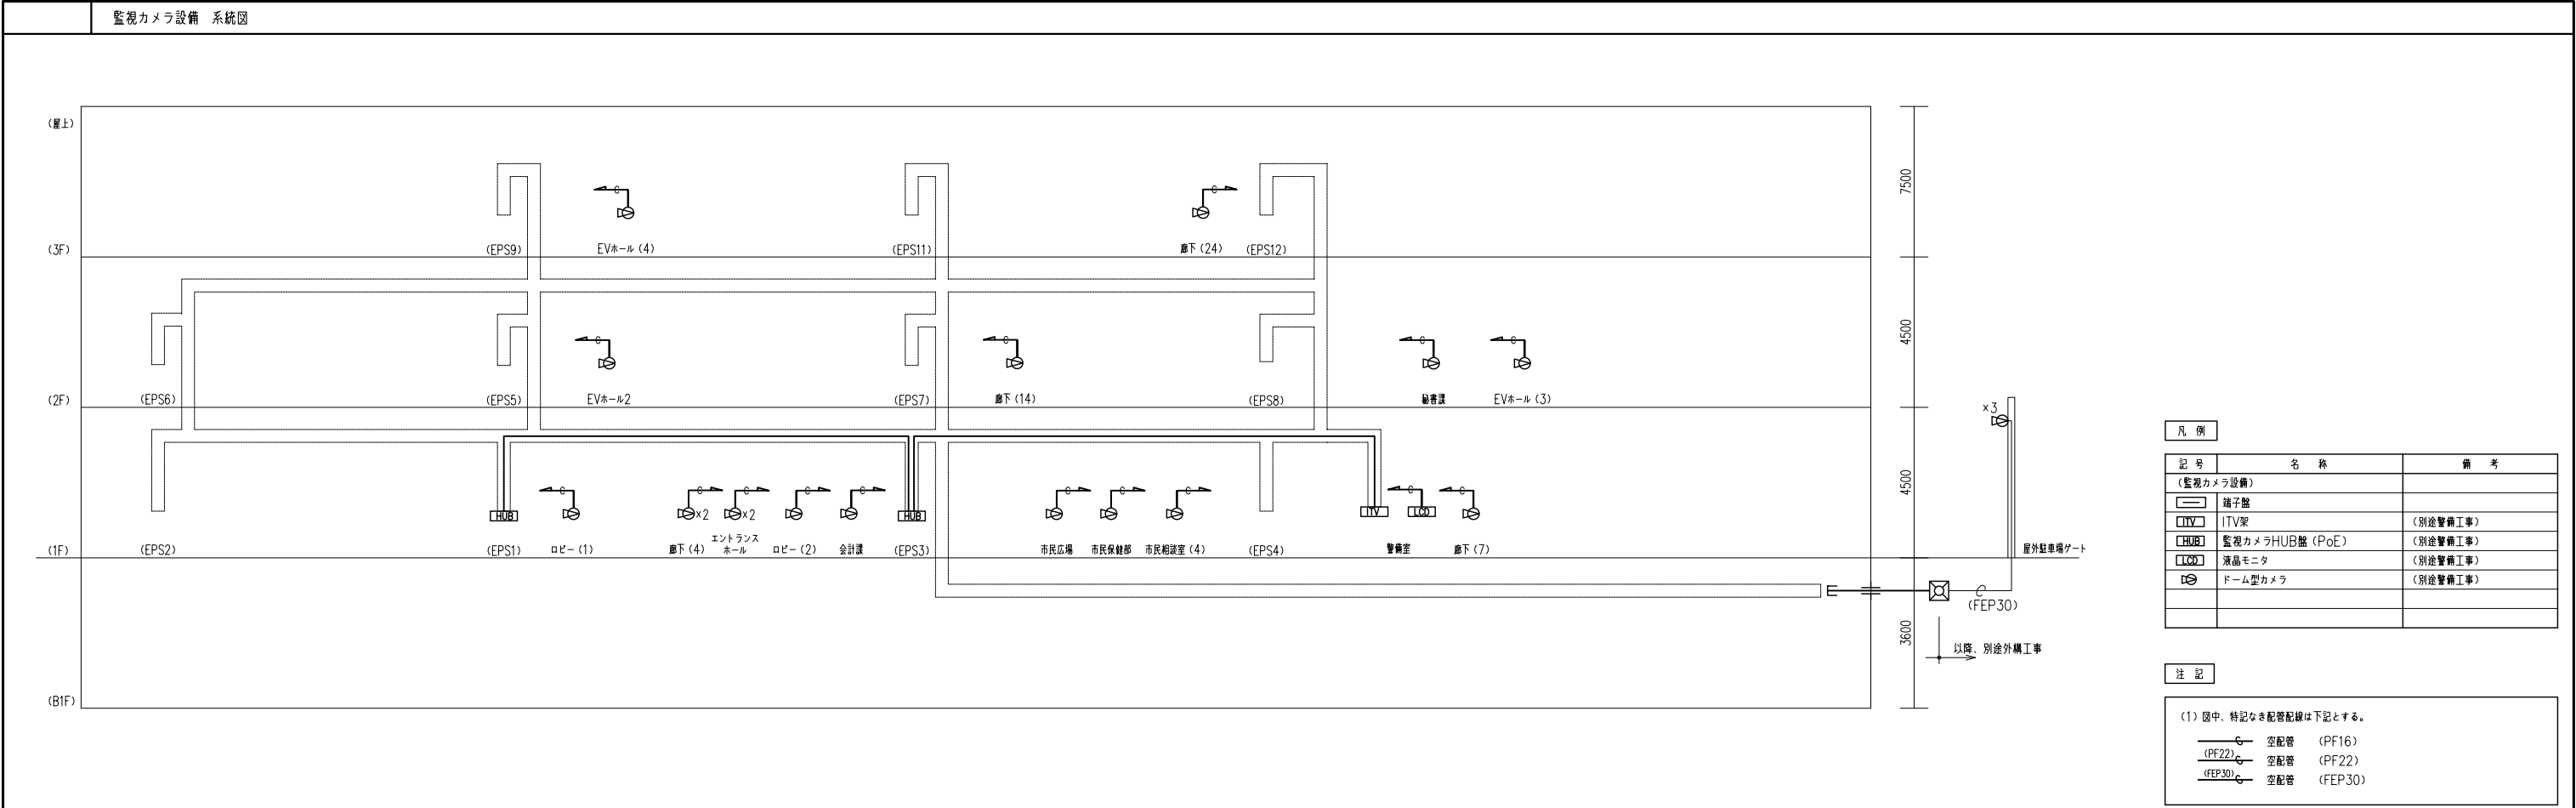 監視カメラ設備　系統図
(屋上)
7500
(3F)
(EPS9)
EVホール (4)
(EPS11)
廊下 (24)
(EPS12)
4500
(2F)
(EPS6)
(EPS5)
EVホール2
(EPS7)
廊下 (14)
(EPS8)
秘書課
EVホール (3)
×3
4500
HUB
×2
×2
HUB
ITV
LCD
(1F)
(EPS2)
(EPS1)
ロビー (1)
廊下 (4)
エントランス
ホール
ロビー (2)
会計課
(EPS3)
市民広場
市民保健部
市民相談室 (4)
(EPS4)
警備室
廊下 (7)
屋外駐車場ゲート
(FEP30)
3600
以降、別途外構工事
(B1F)
凡　例
記 号　名　称　備　考
(監視カメラ設備)
端子盤
ITV　ITV架　(別途警備工事)
HUB　監視カメラHUB盤 (PoE)　(別途警備工事)
LCD　液晶モニタ　(別途警備工事)
ドーム型カメラ　(別途警備工事)
注　記
(1) 図中、特記なき配管配線は下記とする。
空配管　(PF16)
(PF22)　空配管　(PF22)
(FEP30)　空配管　(FEP30)